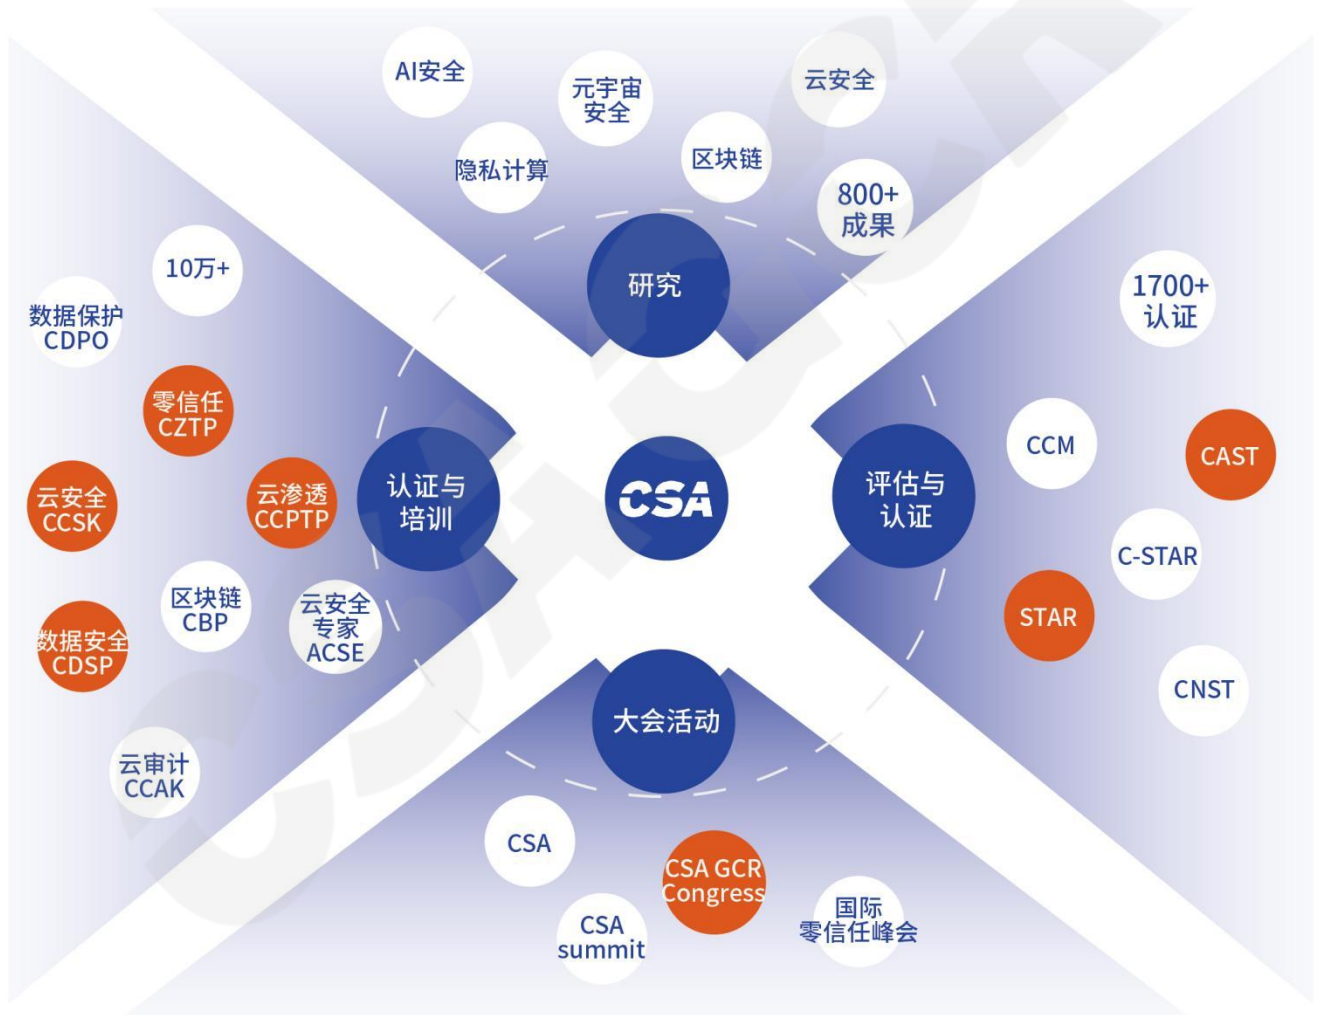 AI安全
元宇宙
安全
云安全
隐私计算
区块链
800+
成果
研究
10万+
数据保护
CDPO
零信任
CZTP
云安全
CCSK
云渗透
CCPTP
认证与
培训
区块链
CBP
云安全
专家
ACSE
数据安全
CDSP
云审计
CCAK
CSA
1700+
认证
CCM
CAST
评估与
认证
C-STAR
STAR
CNST
大会活动
CSA
CSA GCR
Congress
CSA
summit
国际
零信任峰会
CSA GCR